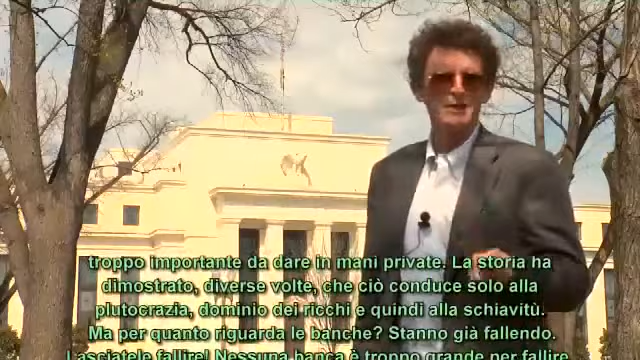 troppo importante da dare in mani private. La storia ha
dimostrato, diverse volte, che ciò conduce solo alla
plutocrazia, dominio dei ricchi e quindi alla schiavitù.
Ma per quanto riguarda le banche? Stanno già fallendo.
Lasciatele fallire! Nessuna banca è troppo grande per fallire